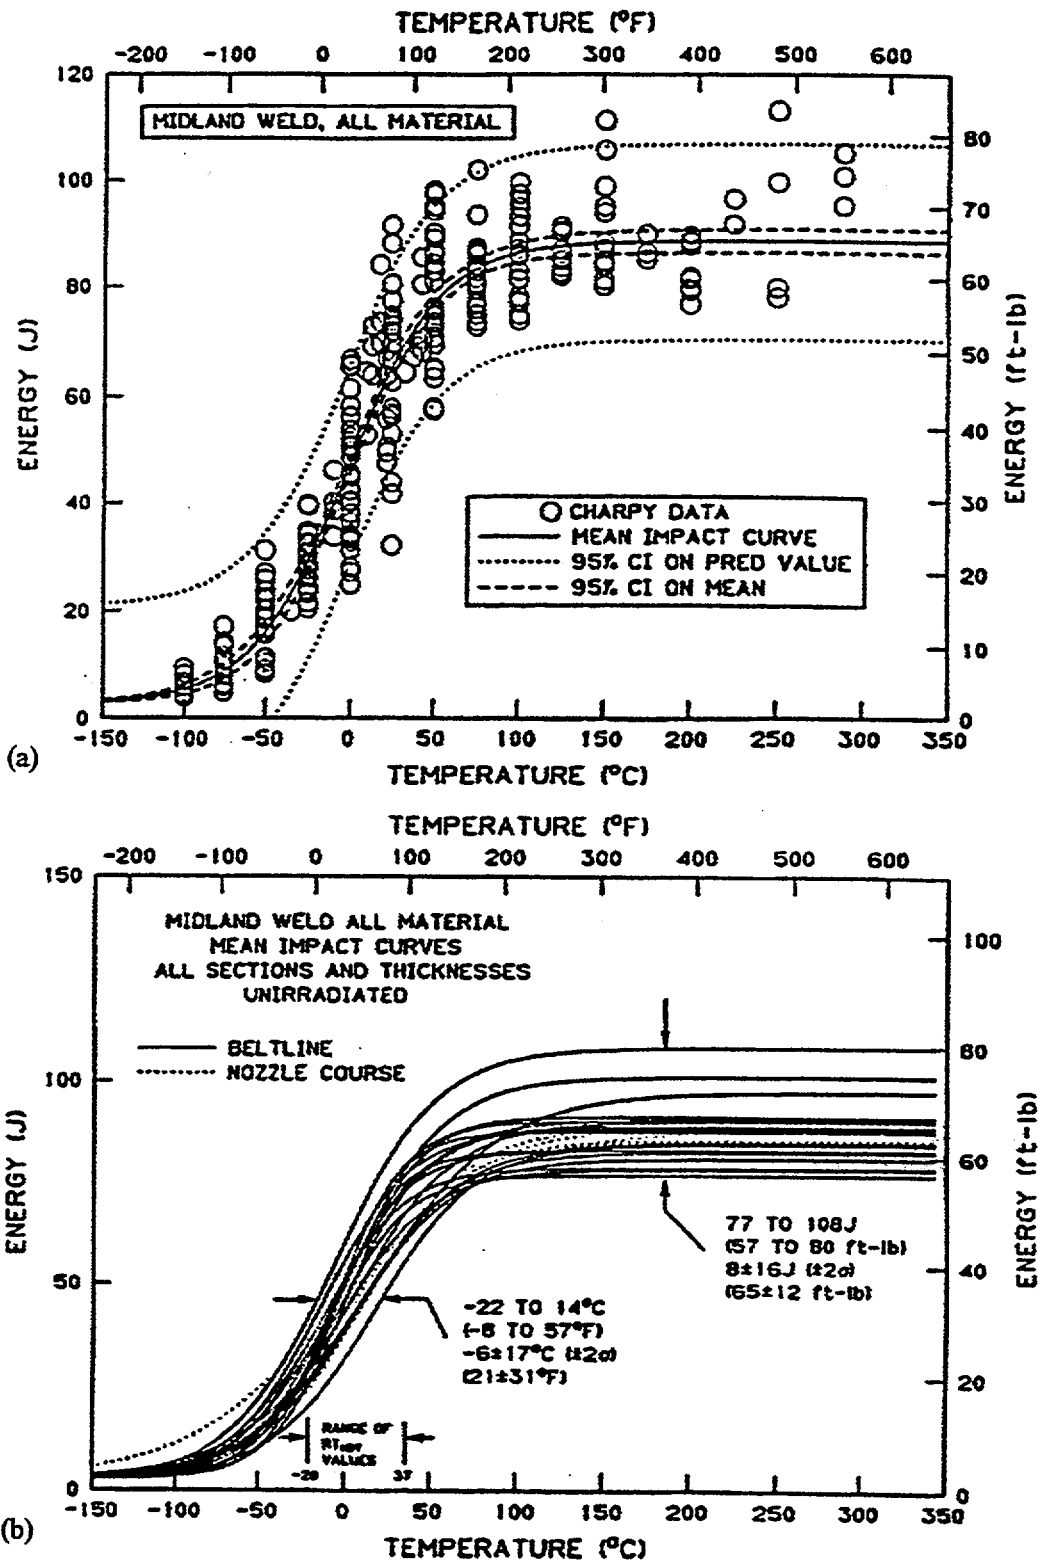 TEMPERATURE (°F)
-200 -100 0 100 200 300 400 500 600
120
100
80
60
40
20
0
ENERGY (J)
MIDLAND WELD, ALL MATERIAL
80
70
60
50
40
30
20
10
0
ENERGY (ft-lb)
CHARPY DATA
MEAN IMPACT CURVE
95% CI ON PRED VALUE
95% CI ON MEAN
-150 -100 -50 0 50 100 150 200 250 300 350
(a)
TEMPERATURE (°C)
TEMPERATURE (°F)
-200 -100 0 100 200 300 400 500 600
150
100
50
0
ENERGY (J)
MIDLAND WELD ALL MATERIAL
MEAN IMPACT CURVES
ALL SECTIONS AND THICKNESSES
UNIRRADIATED
BELTLINE
NOZZLE COURSE
100
80
60
40
20
0
ENERGY (ft-lb)
77 TO 108J
(57 TO 80 ft-lb)
8±16J (±2σ)
(65±12 ft-lb)
-22 TO 14°C
(-8 TO 57°F)
-6±17°C (±2σ)
(21±31°F)
RANGE OF
RTNDT
VALUES
-20 37
-150 -100 -50 0 50 100 150 200 250 300 350
(b)
TEMPERATURE (°C)